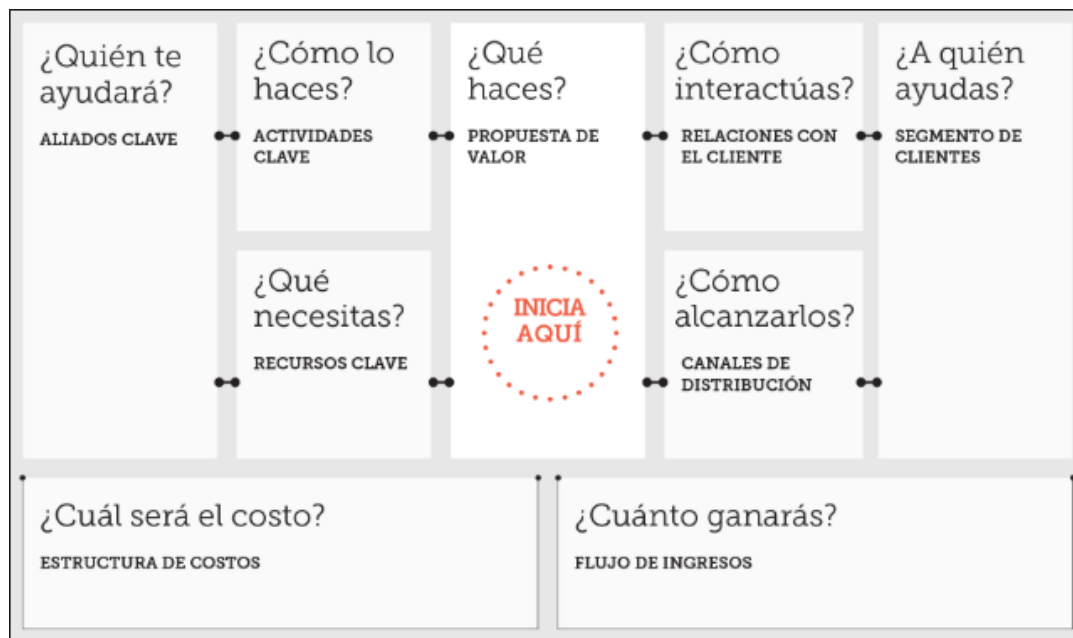 ¿Quién te
ayudará?
ALIADOS CLAVE
¿Cómo lo
haces?
ACTIVIDADES
CLAVE
¿Qué
necesitas?
RECURSOS CLAVE
¿Qué
haces?
PROPUESTA DE
VALOR
INICIA
AQUÍ
¿Cómo
interactúas?
RELACIONES CON
EL CLIENTE
¿Cómo
alcanzarlos?
CANALES DE
DISTRIBUCIÓN
¿A quién
ayudas?
SEGMENTO DE
CLIENTES
¿Cuál será el costo?
ESTRUCTURA DE COSTOS
¿Cuánto ganarás?
FLUJO DE INGRESOS